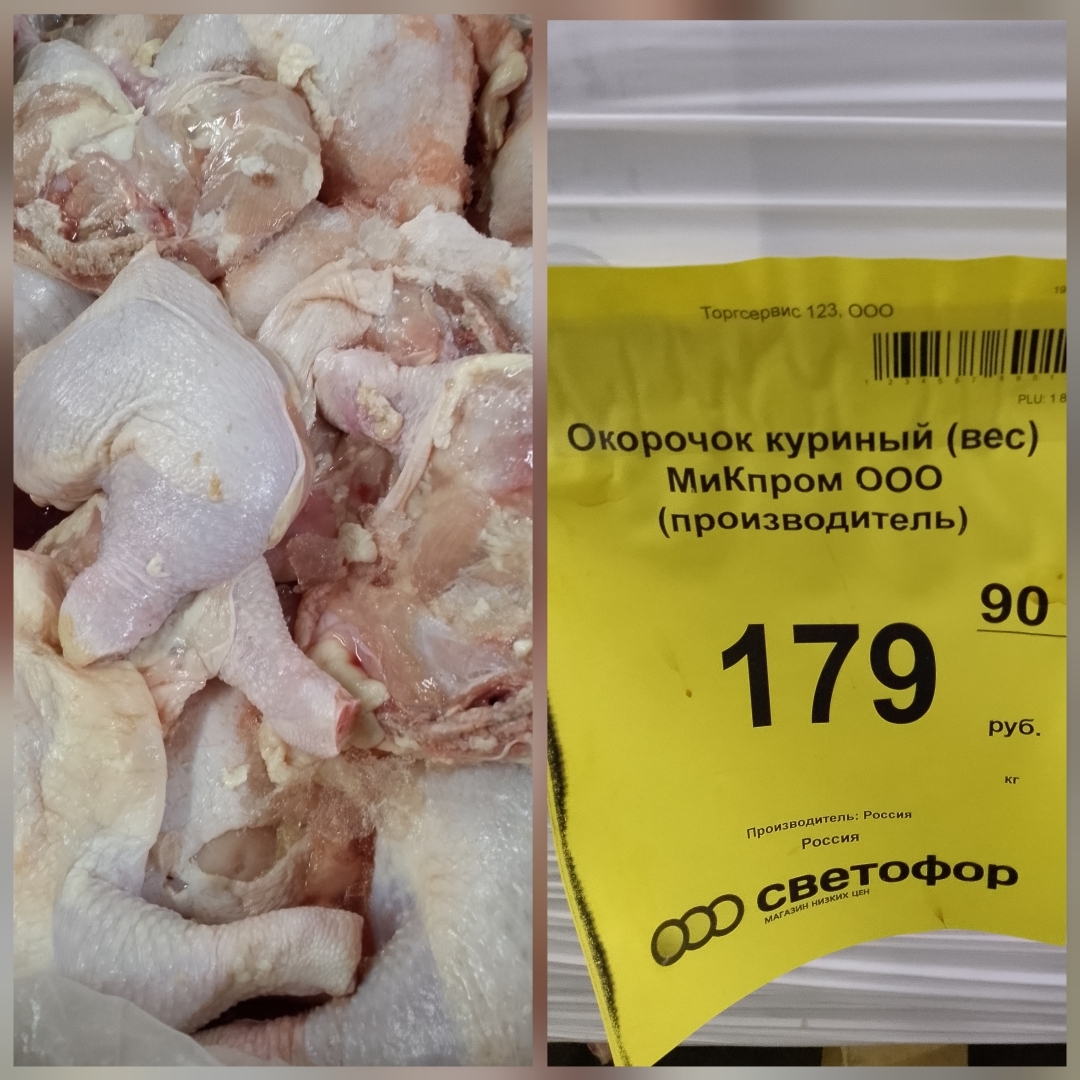 Торгсервис 123, ООО
Окорочок куриный (вес)
МиКпром ООО
(производитель)
179
90
руб.
кг
Производитель: Россия
Россия
светофор
МАГАЗИН НИЗКИХ ЦЕН